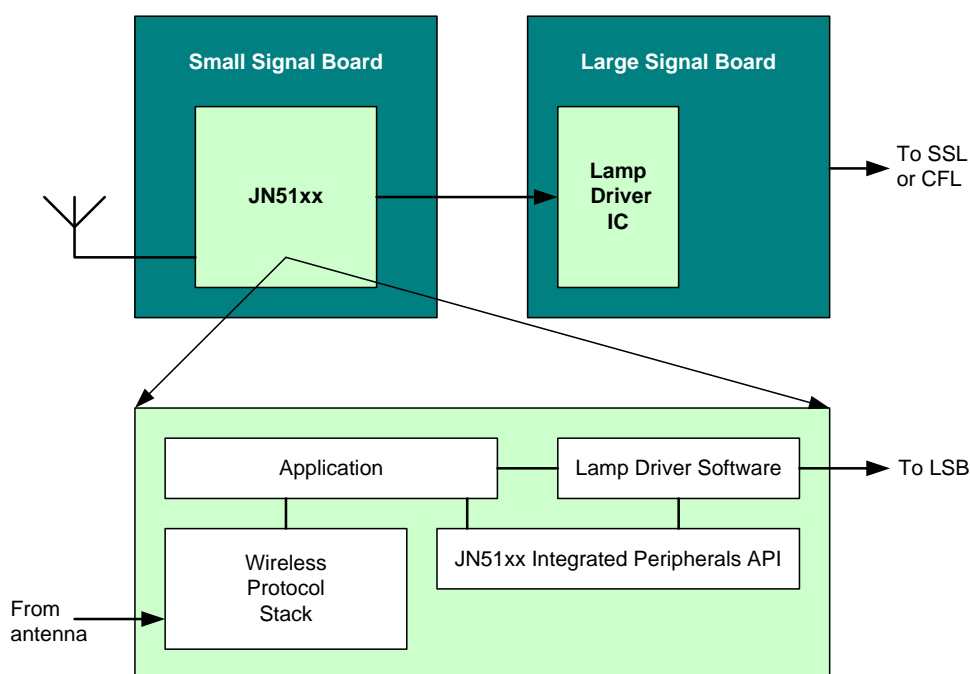 Small Signal Board
Large Signal Board
JN51xx
Lamp
Driver
IC
To SSL
or CFL
Application
Lamp Driver Software
To LSB
Wireless
Protocol
Stack
JN51xx Integrated Peripherals API
From
antenna